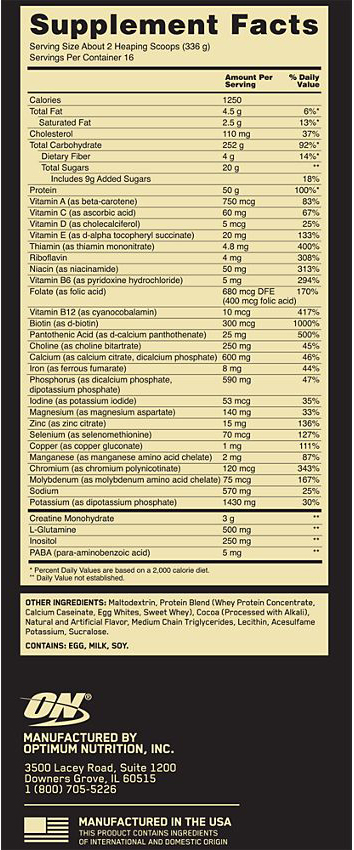 Supplement Facts
Serving Size About 2 Heaping Scoops (336 g)
Servings Per Container 16
Amount Per Serving % Daily Value
Calories 1250
Total Fat 4.5 g 6%*
Saturated Fat 2.5 g 13%*
Cholesterol 110 mg 37%
Total Carbohydrate 252 g 92%*
Dietary Fiber 4 g 14%*
Total Sugars 20 g **
Includes 9g Added Sugars 18%
Protein 50 g 100%*
Vitamin A (as beta-carotene) 750 mcg 83%
Vitamin C (as ascorbic acid) 60 mg 67%
Vitamin D (as cholecalciferol) 5 mcg 25%
Vitamin E (as d-alpha tocopheryl succinate) 20 mg 133%
Thiamin (as thiamin mononitrate) 4.8 mg 400%
Riboflavin 4 mg 308%
Niacin (as niacinamide) 50 mg 313%
Vitamin B6 (as pyridoxine hydrochloride) 5 mg 294%
Folate (as folic acid) 680 mcg DFE 170%
(400 mcg folic acid)
Vitamin B12 (as cyanocobalamin) 10 mcg 417%
Biotin (as d-biotin) 300 mcg 1000%
Pantothenic Acid (as d-calcium panthothenate) 25 mg 500%
Choline (as choline bitartrate) 250 mg 45%
Calcium (as calcium citrate, dicalcium phosphate) 600 mg 46%
Iron (as ferrous fumarate) 8 mg 44%
Phosphorus (as dicalcium phosphate, 590 mg 47%
dipotassium phosphate)
Iodine (as potassium iodide) 53 mcg 35%
Magnesium (as magnesium aspartate) 140 mg 33%
Zinc (as zinc citrate) 15 mg 136%
Selenium (as selenomethionine) 70 mcg 127%
Copper (as copper gluconate) 1 mg 111%
Manganese (as manganese amino acid chelate) 2 mg 87%
Chromium (as chromium polynicotinate) 120 mcg 343%
Molybdenum (as molybdenum amino acid chelate) 75 mcg 167%
Sodium 570 mg 25%
Potassium (as dipotassium phosphate) 1430 mg 30%
Creatine Monohydrate 3 g **
L-Glutamine 500 mg **
Inositol 250 mg **
PABA (para-aminobenzoic acid) 5 mg **
* Percent Daily Values are based on a 2,000 calorie diet.
** Daily Value not established.
OTHER INGREDIENTS: Maltodextrin, Protein Blend (Whey Protein Concentrate,
Calcium Caseinate, Egg Whites, Sweet Whey), Cocoa (Processed with Alkali),
Natural and Artificial Flavor, Medium Chain Triglycerides, Lecithin, Acesulfame
Potassium, Sucralose.
CONTAINS: EGG, MILK, SOY.
ON®
MANUFACTURED BY
OPTIMUM NUTRITION, INC.
3500 Lacey Road, Suite 1200
Downers Grove, IL 60515
1 (800) 705-5226
MANUFACTURED IN THE USA
THIS PRODUCT CONTAINS INGREDIENTS
OF INTERNATIONAL AND DOMESTIC ORIGIN